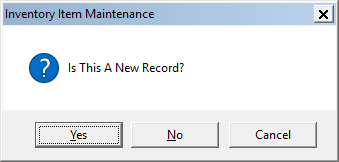 Inventory Item Maintenance
Is This A New Record?
Yes No Cancel